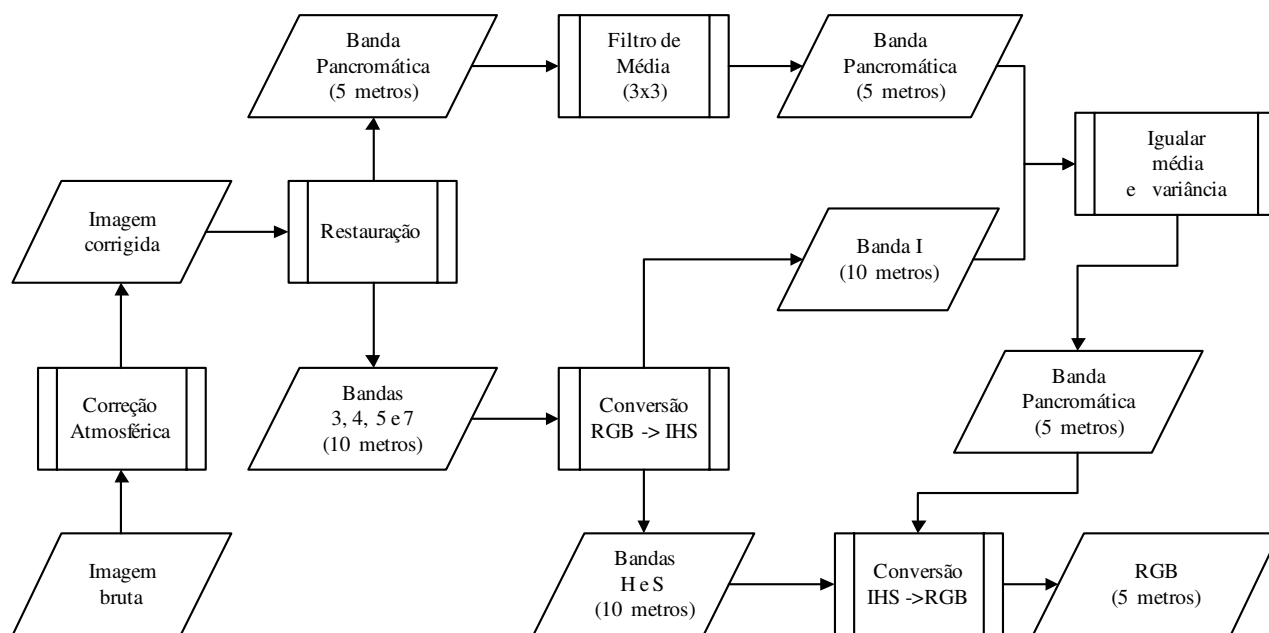 Banda
Pancromática
(5 metros)
Filtro de
Média
(3x3)
Banda
Pancromática
(5 metros)
Igualar
média
e variância
Imagem
corrigida
Restauração
Banda I
(10 metros)
Correção
Atmosférica
Bandas
3, 4, 5 e 7
(10 metros)
Conversão
RGB -> IHS
Banda
Pancromática
(5 metros)
Imagem
bruta
Bandas
H e S
(10 metros)
Conversão
IHS ->RGB
RGB
(5 metros)